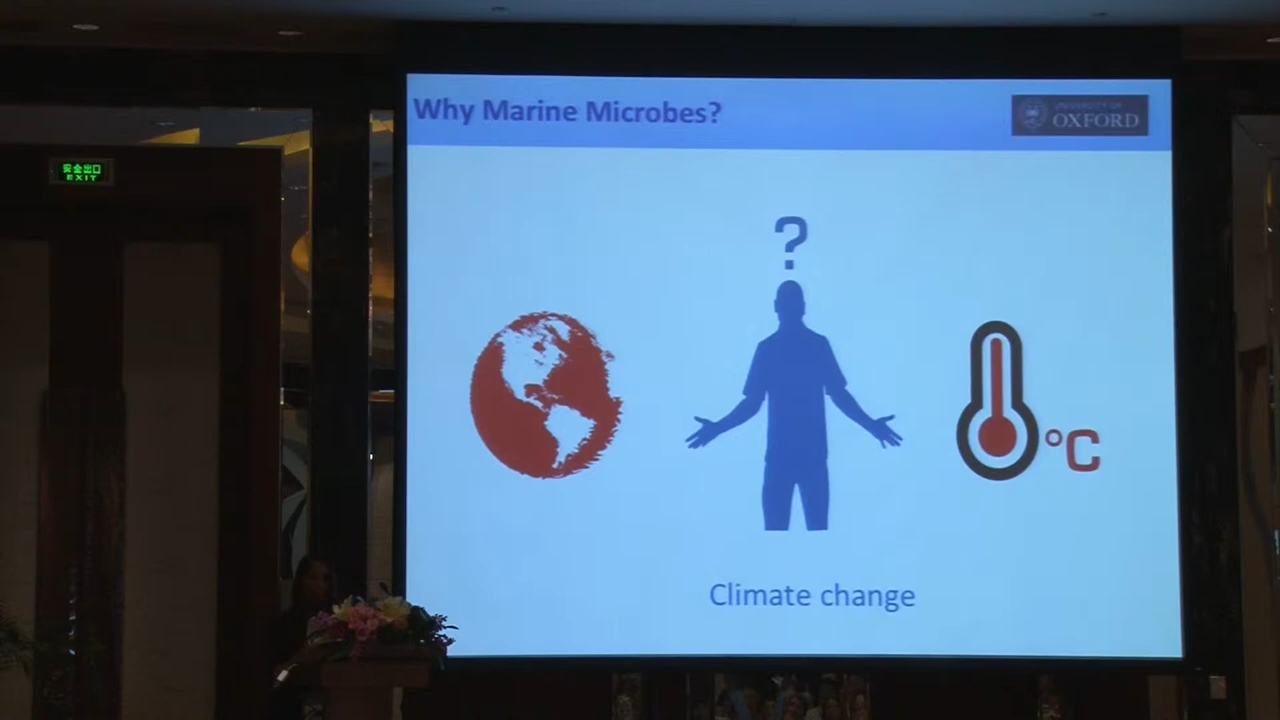 Why Marine Microbes?
UNIVERSITY OF
OXFORD
安全出口
EXIT
?
°C
Climate change